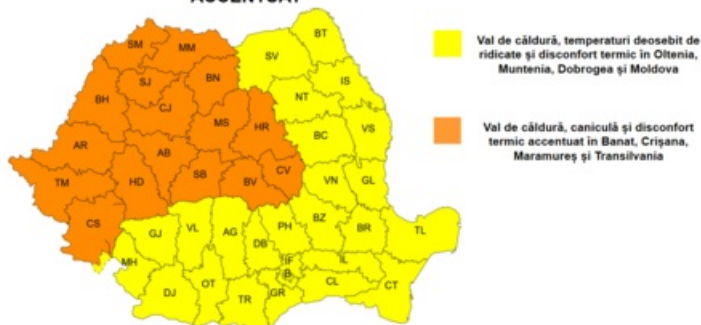 ACCENTUAT
BT
SM
MM
SV
BN
SJ
IS
BH
NT
CJ
MS
HR
VS
BC
AR
AB
TM
HD
SB
BV
CV
VN
GL
CS
GJ
VL
AG
PH
BZ
BR
TL
DB
MH
IF
B
IL
DJ
OT
TR
GR
CL
CT
Val de căldură, temperaturi deosebit de
ridicate și disconfort termic în Oltenia,
Muntenia, Dobrogea și Moldova
Val de căldură, caniculă și disconfort
termic accentuat în Banat, Crișana,
Maramureș și Transilvania